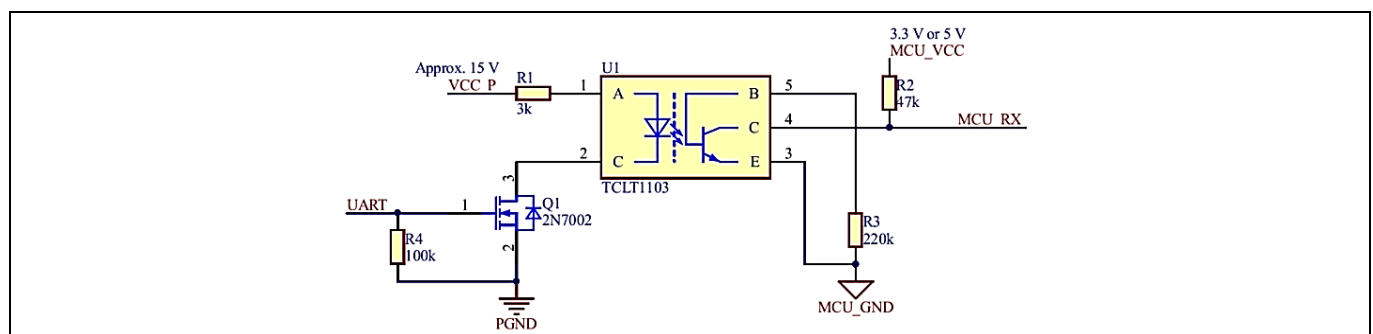 3.3 V or 5 V
MCU_VCC
Approx. 15 V
VCC_P
R1
3k
U1
R2
47k
1
A
B
5
C
4
MCU_RX
2
C
E
3
TCLT1103
3
UART
1
Q1
2N7002
R4
100k
2
R3
220k
MCU_GND
PGND